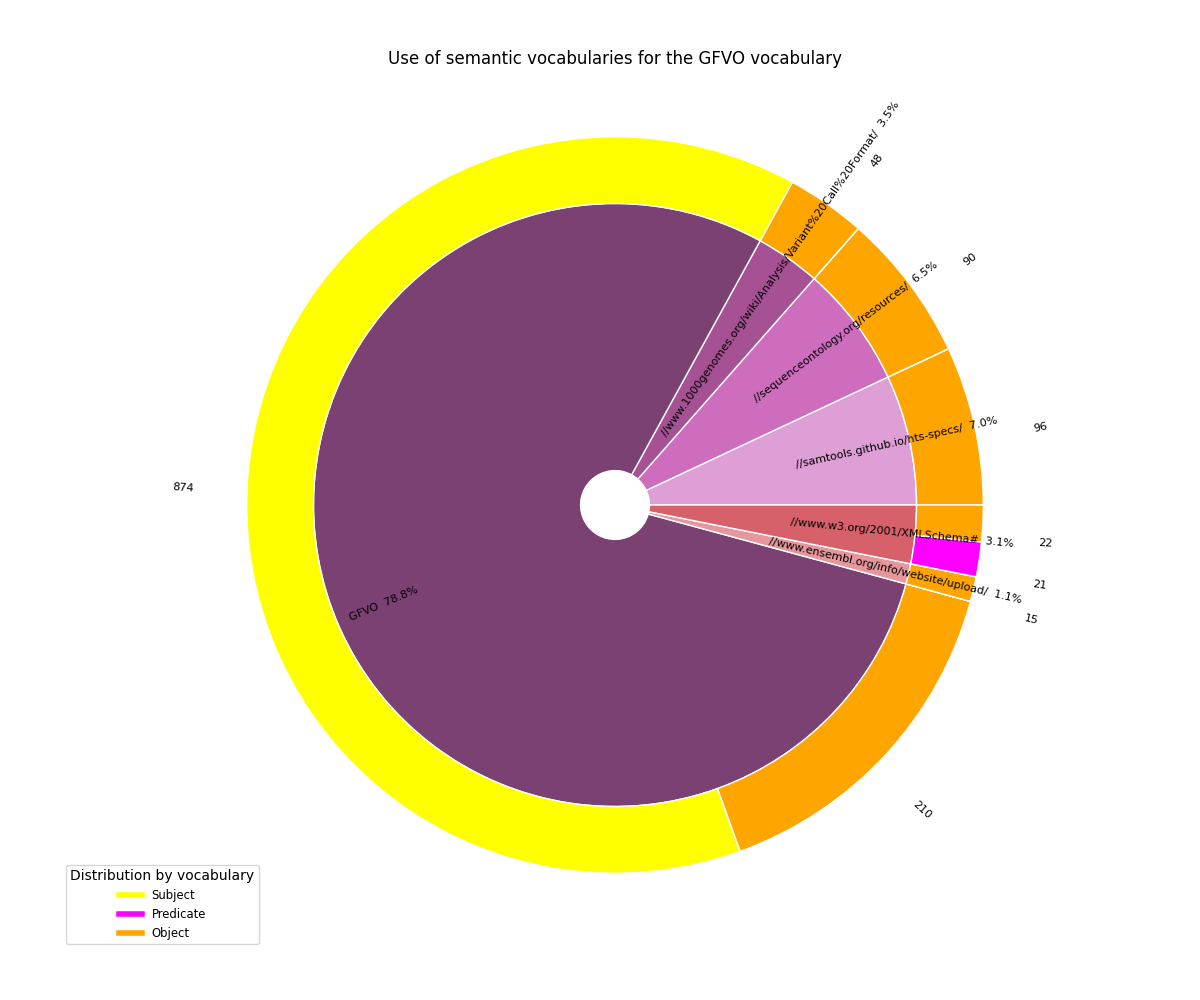 Use of semantic vocabularies for the GFVO vocabulary
//www.1000genomes.org/wiki/Analysis/Variant%20Call%20Format/ 3.5%
48
//sequenceontology.org/resources/ 6.5%
90
//samtools.github.io/hts-specs/ 7.0%
96
874
//www.w3.org/2001/XMLSchema# 3.1%
22
21
//www.ensembl.org/info/website/upload/ 1.1%
15
GFVO 78.8%
210
Distribution by vocabulary
Subject
Predicate
Object